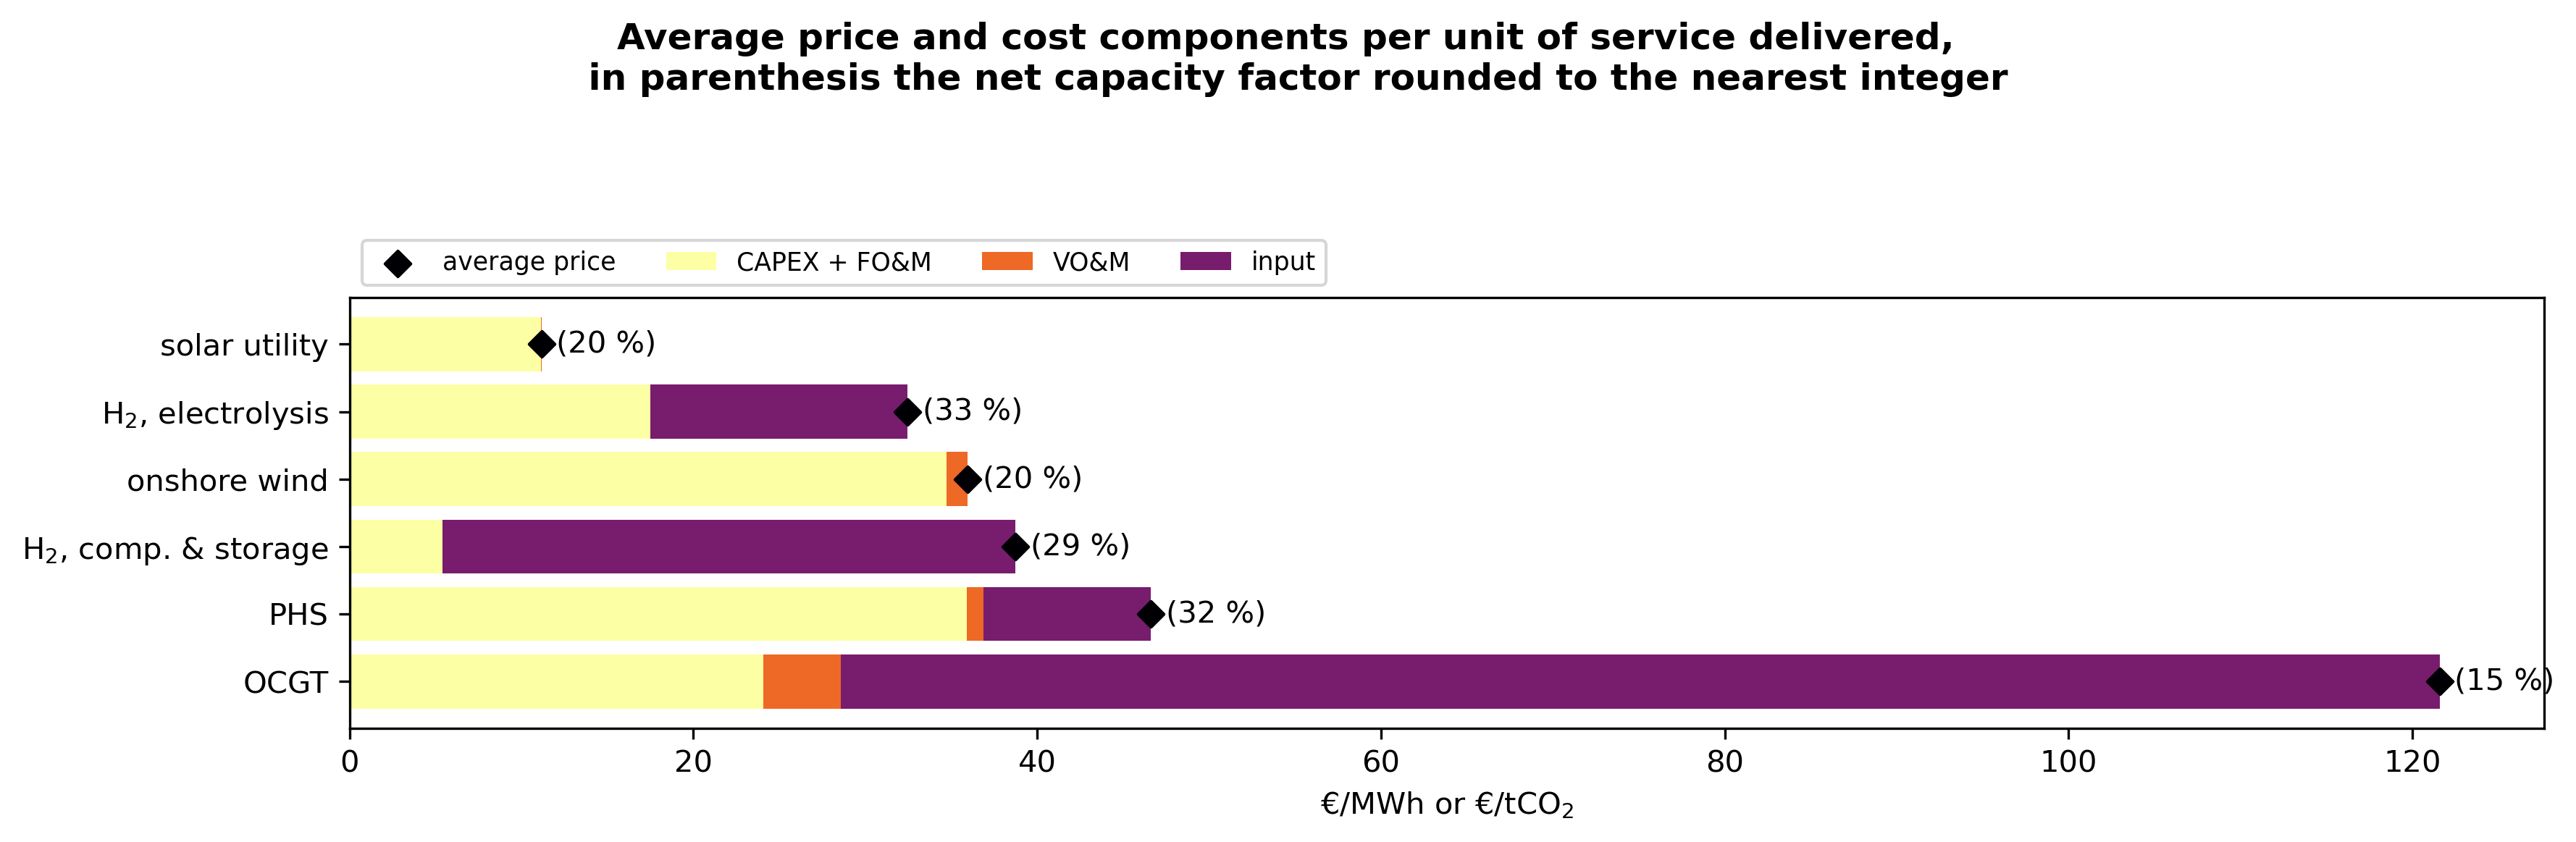 Average price and cost components per unit of service delivered,
in parenthesis the net capacity factor rounded to the nearest integer
average price CAPEX + FO&M VO&M input
solar utility (20 %)
H₂, electrolysis (33 %)
onshore wind (20 %)
H₂, comp. & storage (29 %)
PHS (32 %)
OCGT (15 %)
0 20 40 60 80 100 120
€/MWh or €/tCO₂